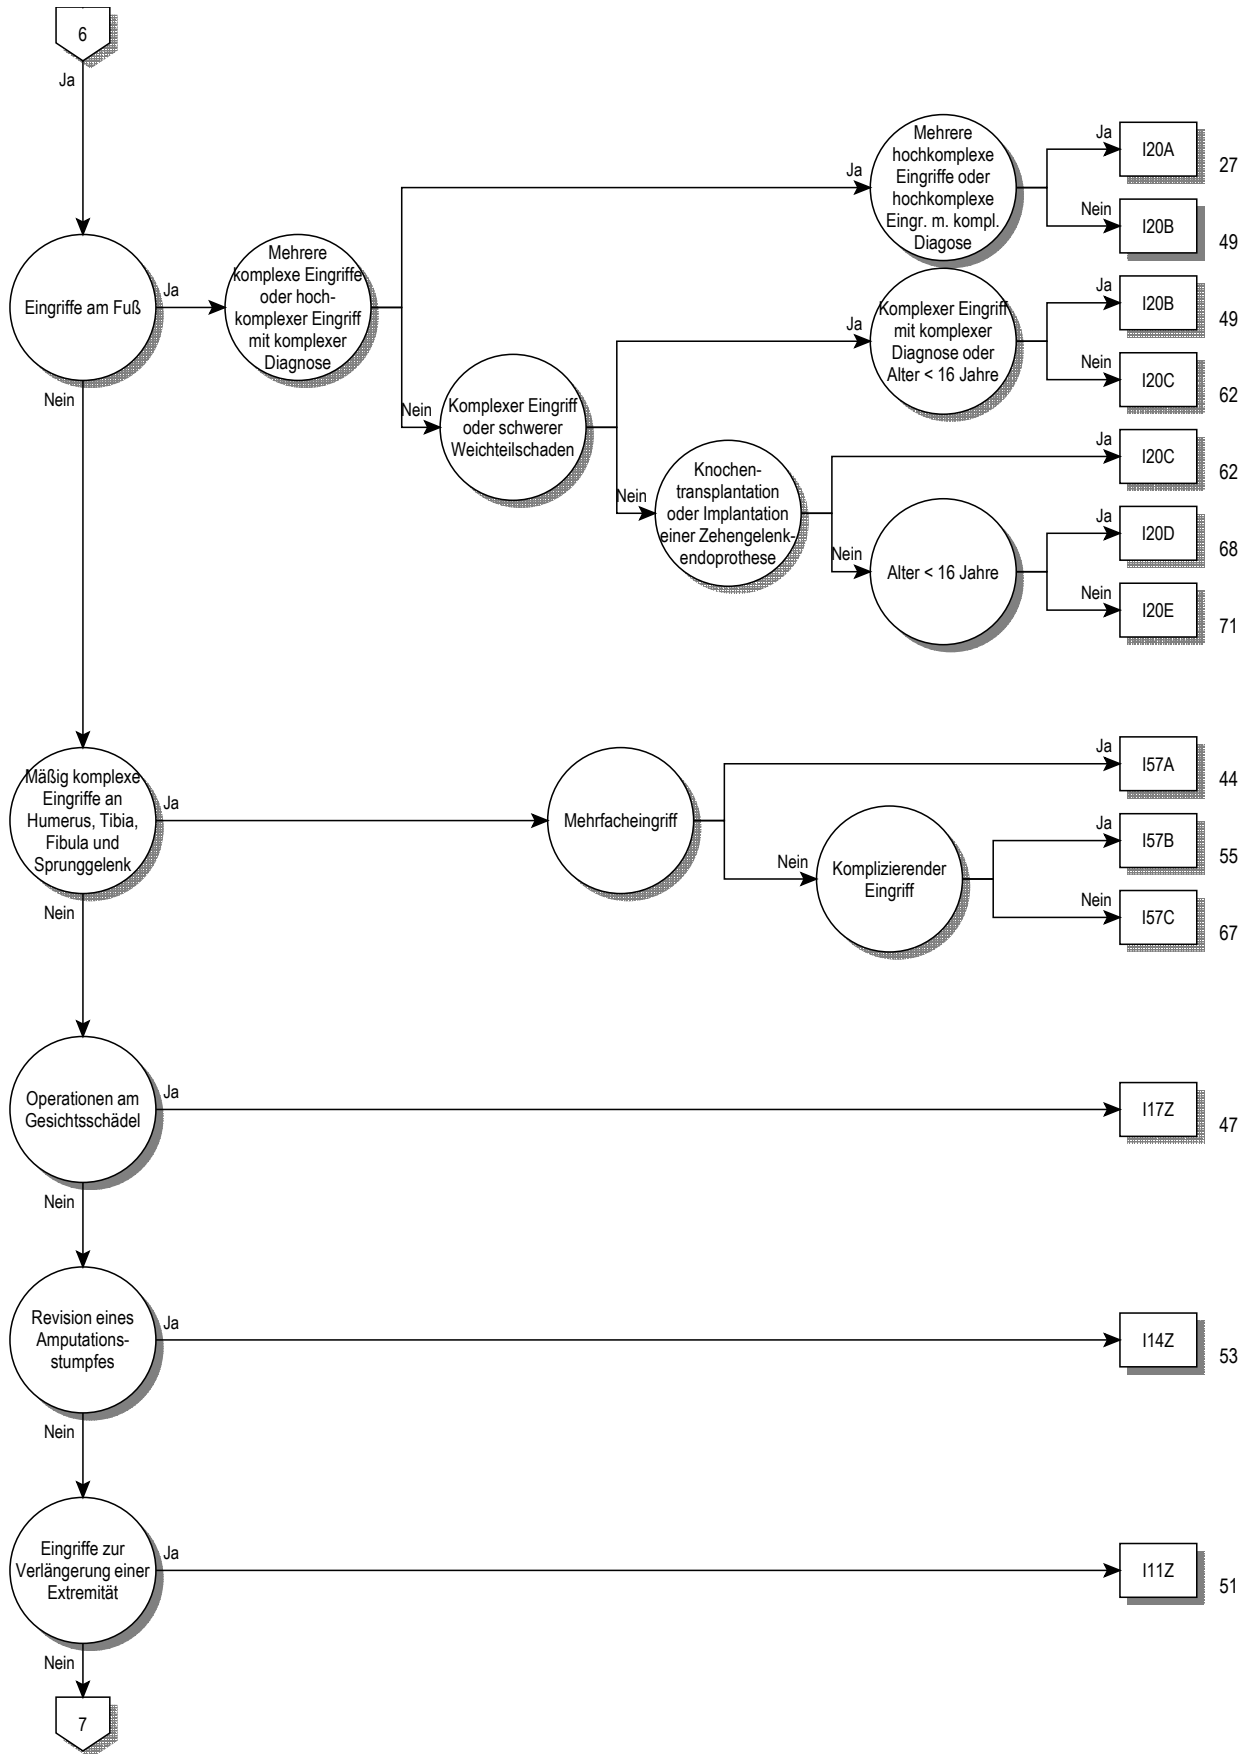 6
Ja
Mehrere
hochkomplexe
Eingriffe oder
hochkomplexe
Eingr. m. kompl.
Diagose
Ja
Ja
I20A
27
Nein
I20B
49
Eingriffe am Fuß
Ja
Mehrere
komplexe Eingriffe
oder hoch-
komplexer Eingriff
mit komplexer
Diagnose
Ja
Komplexer Eingriff
mit komplexer
Diagnose oder
Alter < 16 Jahre
Ja
I20B
49
Nein
I20C
62
Nein
Nein
Komplexer Eingriff
oder schwerer
Weichteilschaden
Nein
Knochen-
transplantation
oder Implantation
einer Zehengelenk-
endoprothese
Ja
I20C
62
Nein
Alter < 16 Jahre
Ja
I20D
68
Nein
I20E
71
Mäßig komplexe
Eingriffe an
Humerus, Tibia,
Fibula und
Sprunggelenk
Ja
Mehrfacheingriff
Ja
I57A
44
Nein
Komplizierender
Eingriff
Ja
I57B
55
Nein
I57C
67
Nein
Operationen am
Gesichtsschädel
Ja
I17Z
47
Nein
Revision eines
Amputations-
stumpfes
Ja
I14Z
53
Nein
Eingriffe zur
Verlängerung einer
Extremität
Ja
I11Z
51
Nein
7